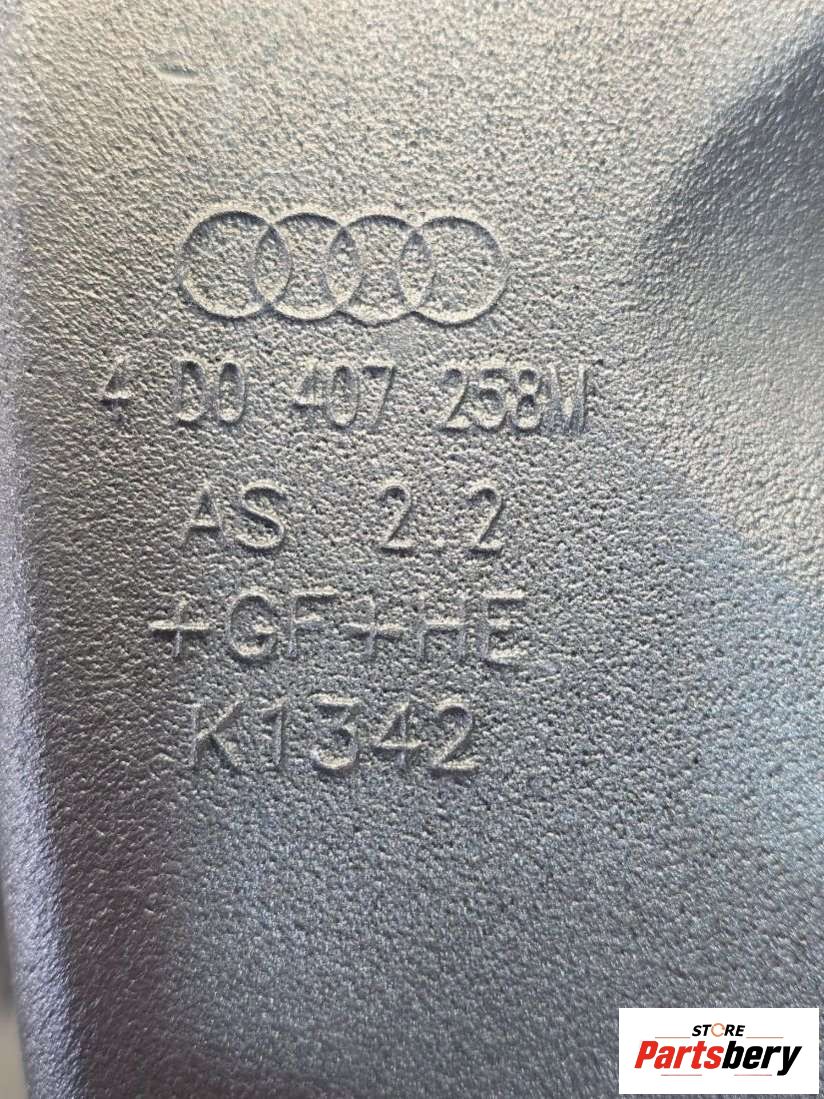 4 D0 407 258M
AS 2.2
+GF+HE
K1342
STORE
Partsbery